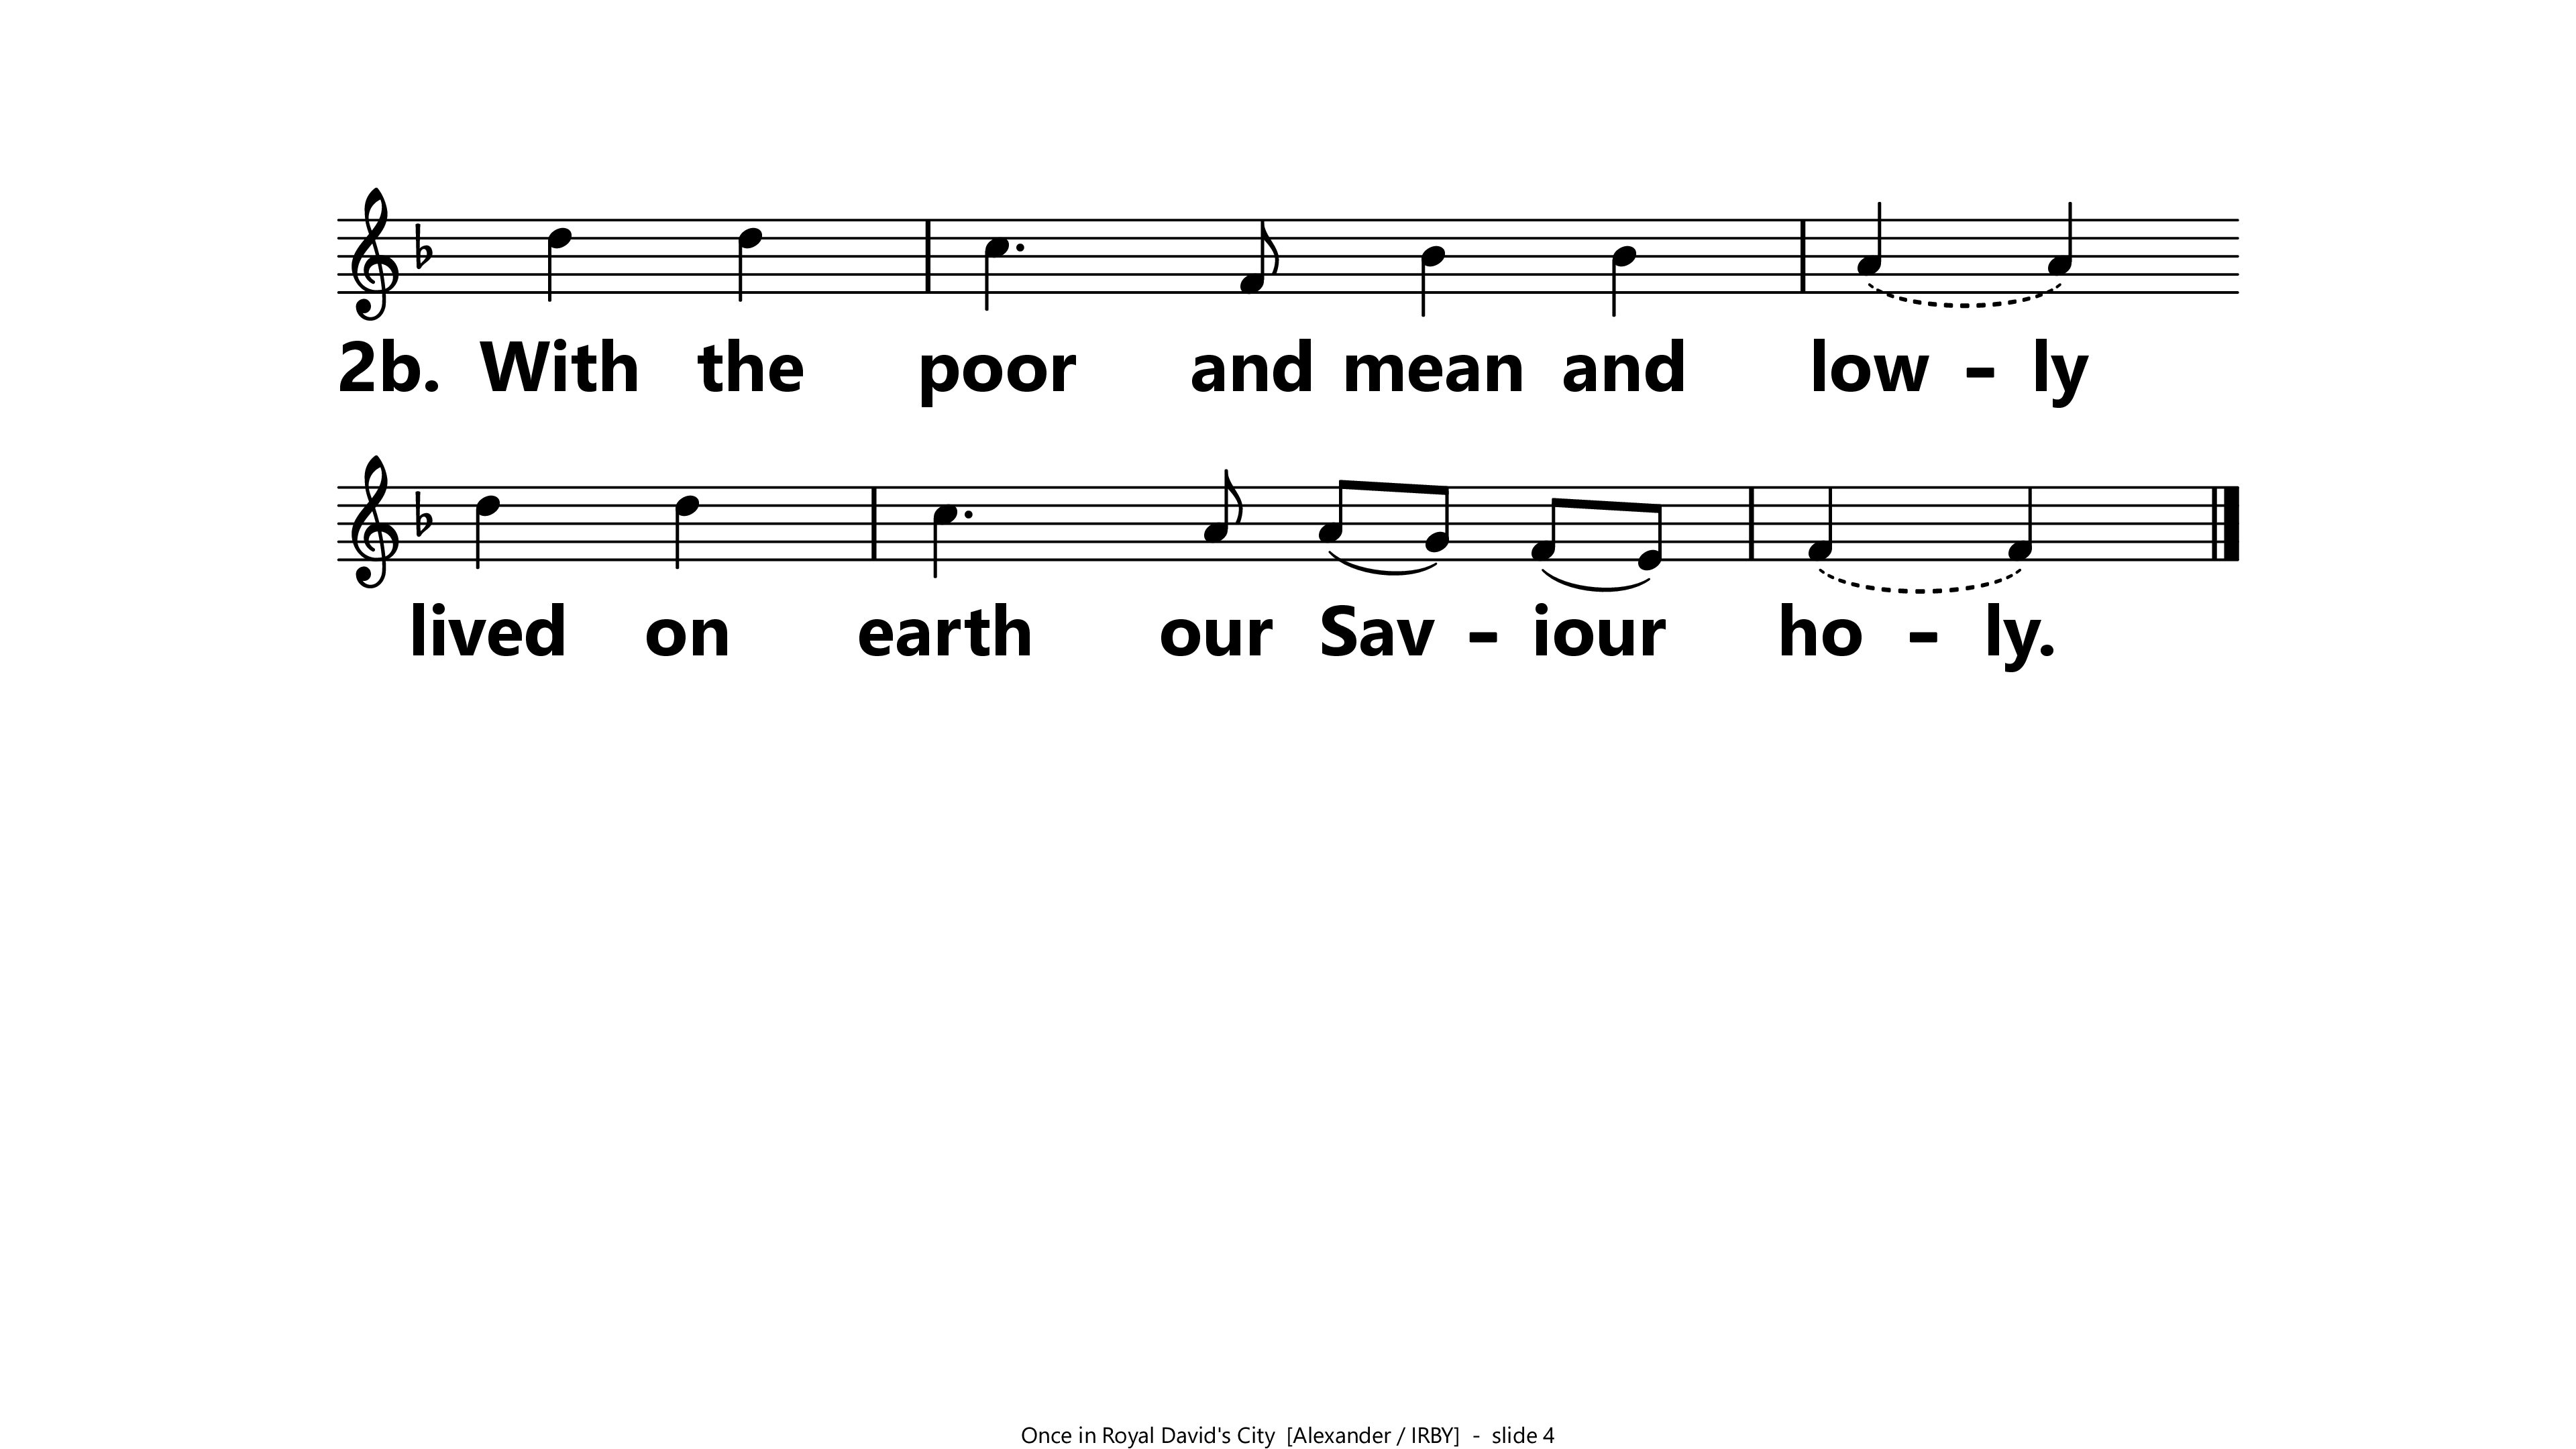 2b. With the poor and mean and low - ly
lived on earth our Sav - iour ho - ly.
Once in Royal David's City [Alexander / IRBY] - slide 4